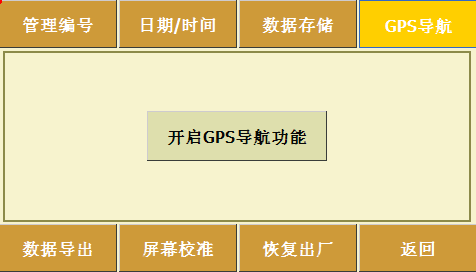 管理编号 日期/时间 数据存储 GPS导航
开启GPS导航功能
数据导出 屏幕校准 恢复出厂 返回